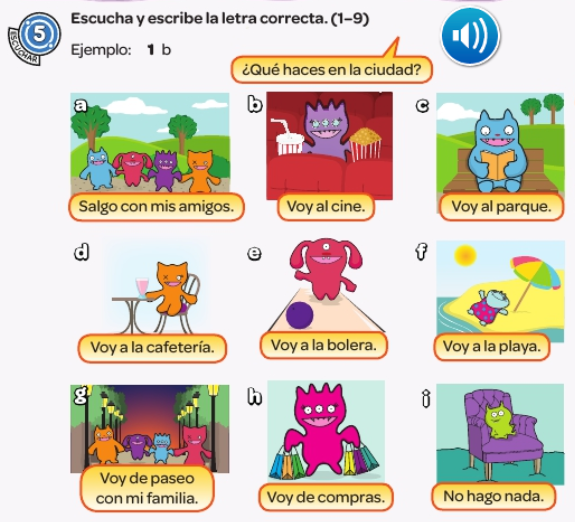 5
ESCUCHAR
Escucha y escribe la letra correcta. (1–9)
Ejemplo: 1 b
¿Qué haces en la ciudad?
a
Salgo con mis amigos.
b
Voy al cine.
c
Voy al parque.
d
Voy a la cafetería.
e
Voy a la bolera.
f
Voy a la playa.
g
Voy de paseo
con mi familia.
h
Voy de compras.
i
No hago nada.